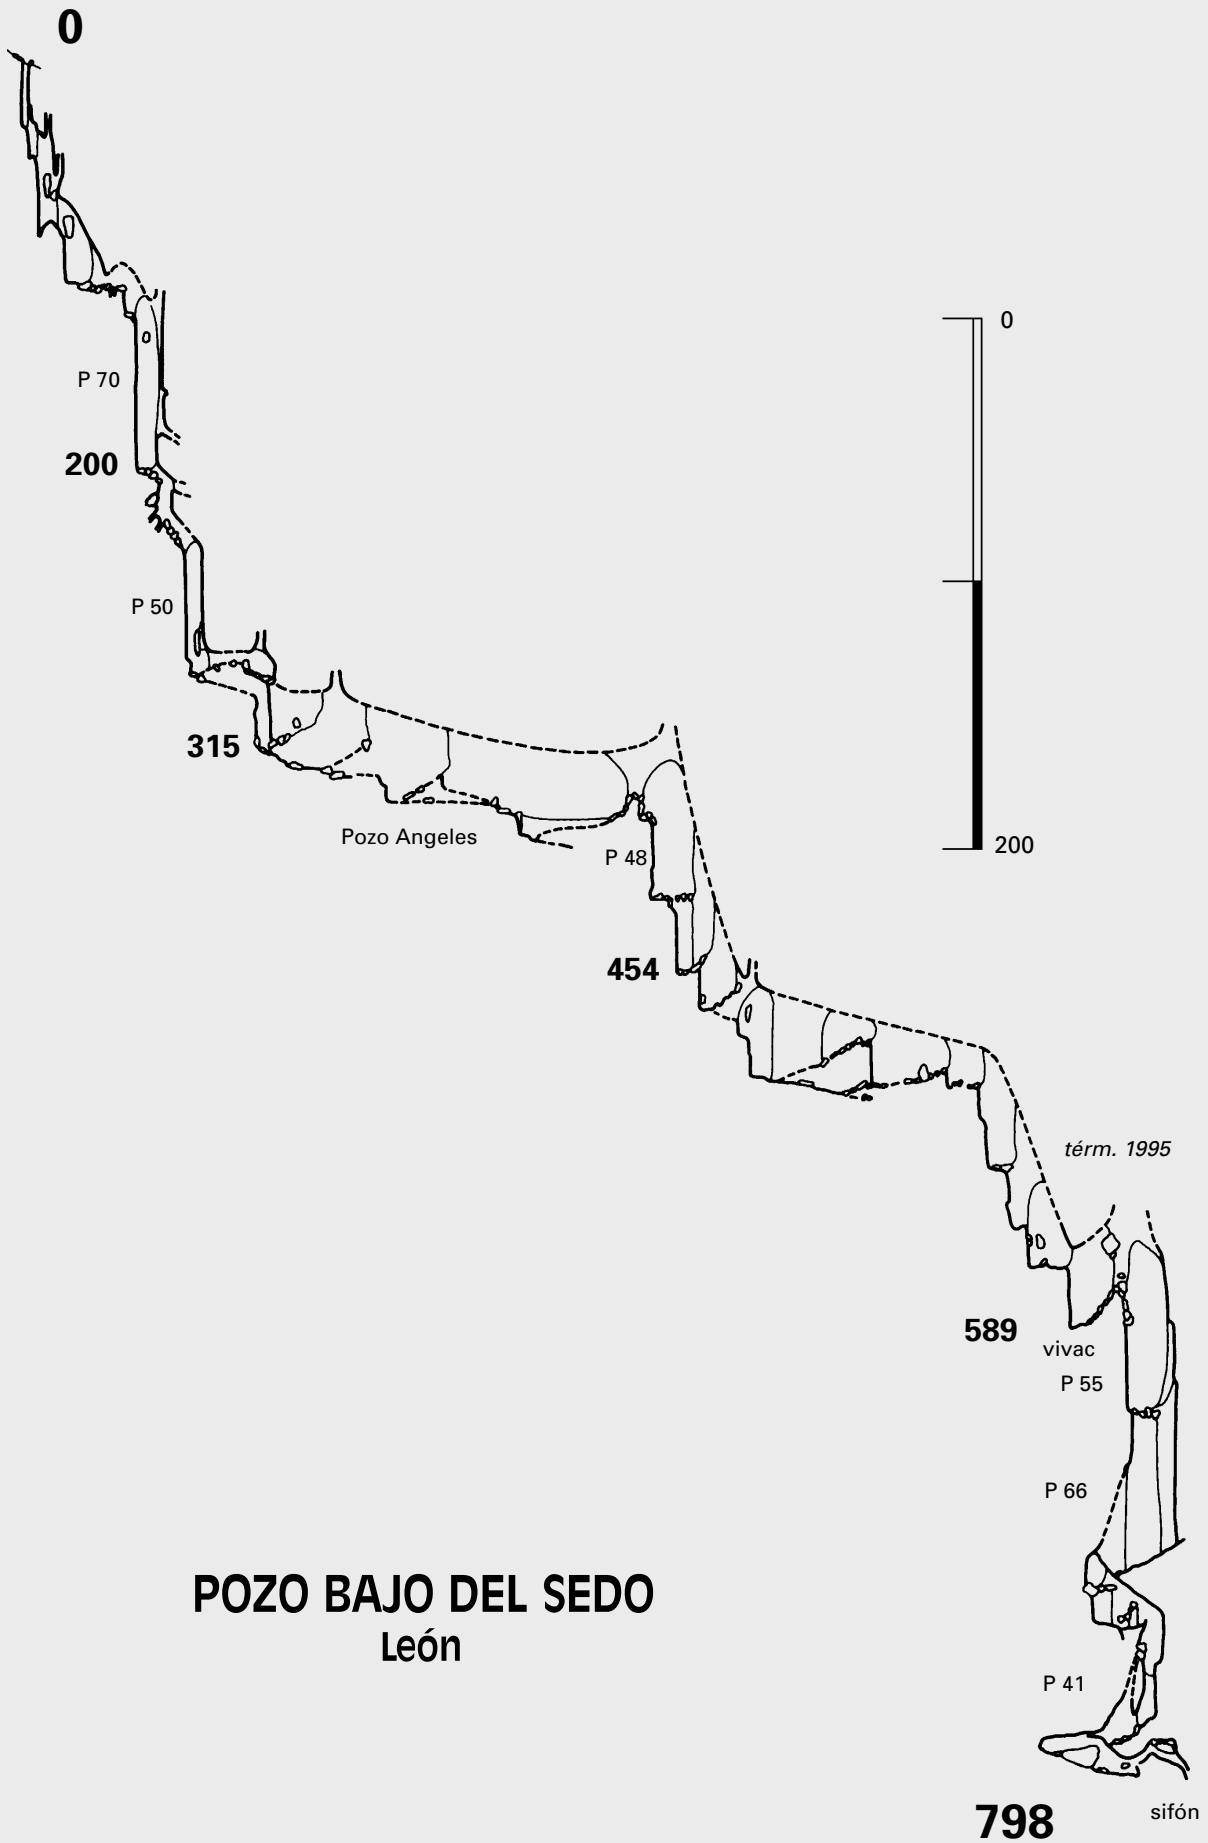 0
0
P 70
200
P 50
315
Pozo Angeles
200
P 48
454
térm. 1995
589
vivac
P 55
P 66
POZO BAJO DEL SEDO
León
P 41
798
sifón